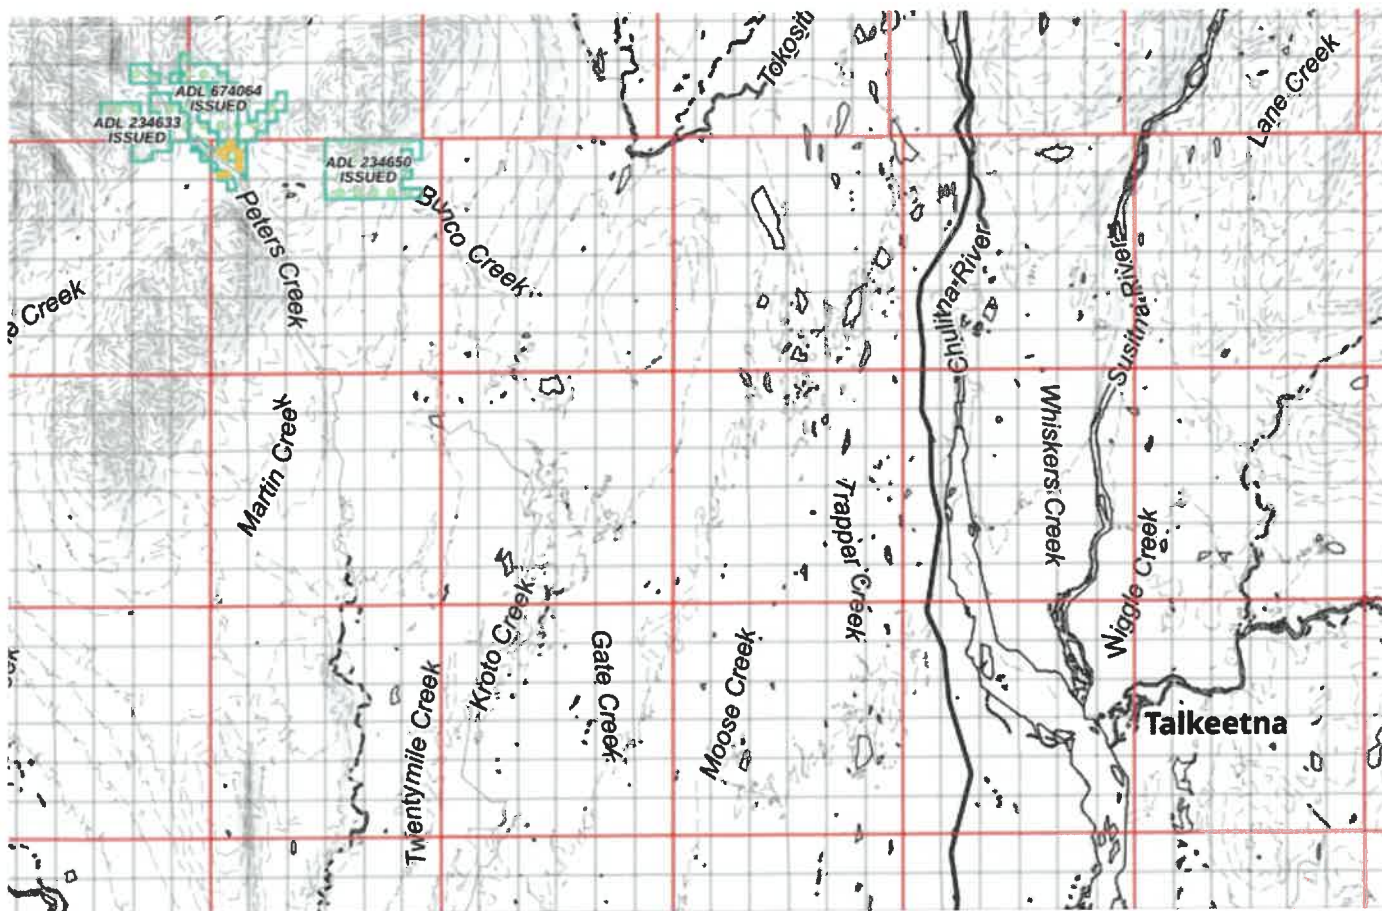 Tokosit
Lane Creek
ADL 674064
ISSUED
ADL 234633
ISSUED
ADL 234650
ISSUED
Peters Creek
Bunco Creek
Chulitna River
Susitna River
Creek
Martin Creek
Whiskers Creek
Trapper Creek
Wiggle Creek
Kroto Creek
Gate Creek
Moose Creek
Twentymile Creek
Talkeetna